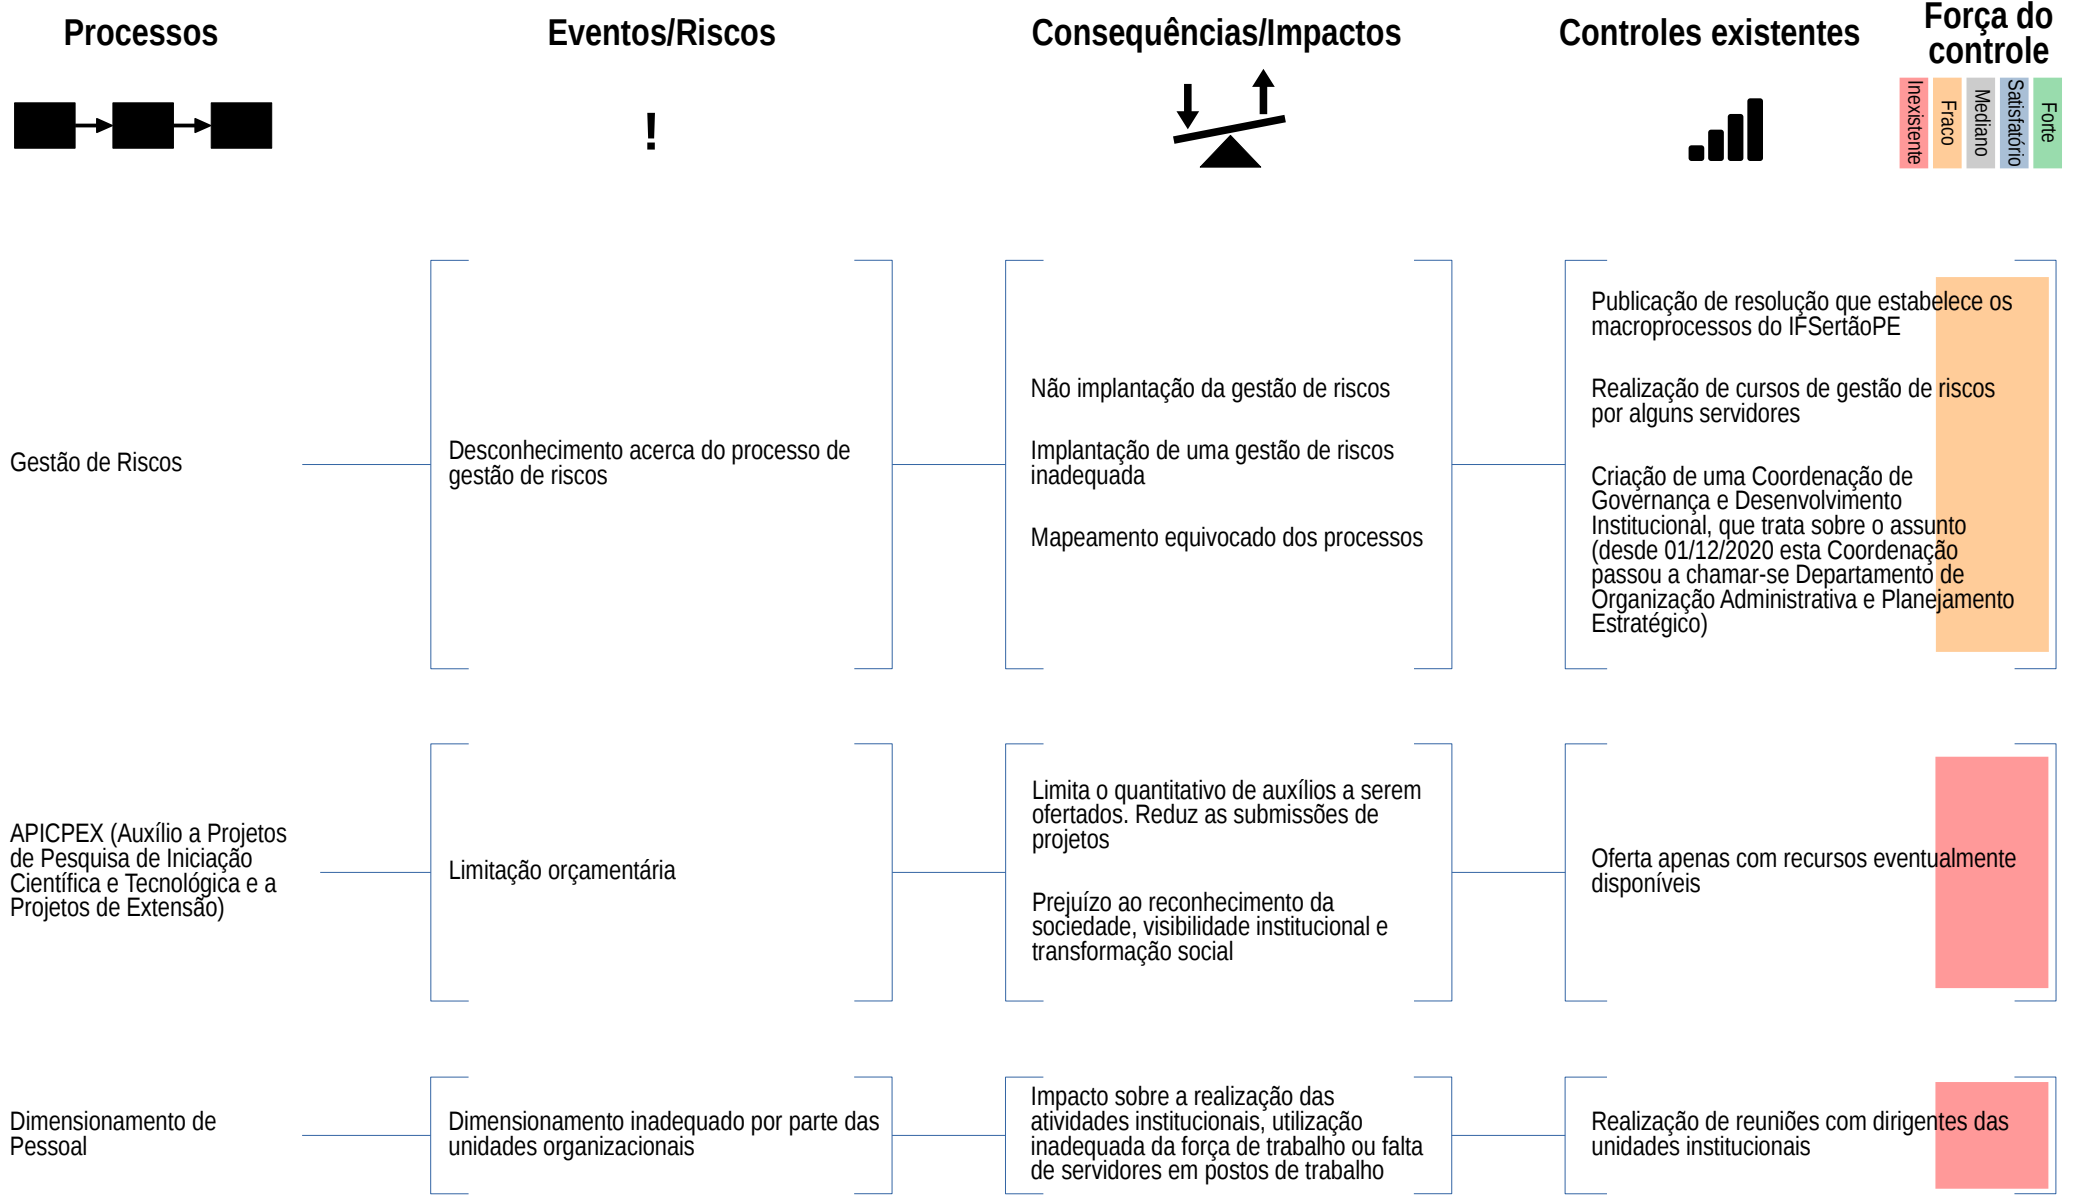 Processos
Eventos/Riscos
Consequências/Impactos
Controles existentes
Força do
controle
!
Inexistente
Fraco
Mediano
Satisfatório
Forte
Gestão de Riscos
Desconhecimento acerca do processo de
gestão de riscos
Não implantação da gestão de riscos
Implantação de uma gestão de riscos
inadequada
Mapeamento equivocado dos processos
Publicação de resolução que estabelece os
macroprocessos do IFSertãoPE
Realização de cursos de gestão de riscos
por alguns servidores
Criação de uma Coordenação de
Governança e Desenvolvimento
Institucional, que trata sobre o assunto
(desde 01/12/2020 esta Coordenação
passou a chamar-se Departamento de
Organização Administrativa e Planejamento
Estratégico)
APICPEX (Auxílio a Projetos
de Pesquisa de Iniciação
Científica e Tecnológica e a
Projetos de Extensão)
Limitação orçamentária
Limita o quantitativo de auxílios a serem
ofertados. Reduz as submissões de
projetos
Prejuízo ao reconhecimento da
sociedade, visibilidade institucional e
transformação social
Oferta apenas com recursos eventualmente
disponíveis
Dimensionamento de
Pessoal
Dimensionamento inadequado por parte das
unidades organizacionais
Impacto sobre a realização das
atividades institucionais, utilização
inadequada da força de trabalho ou falta
de servidores em postos de trabalho
Realização de reuniões com dirigentes das
unidades institucionais